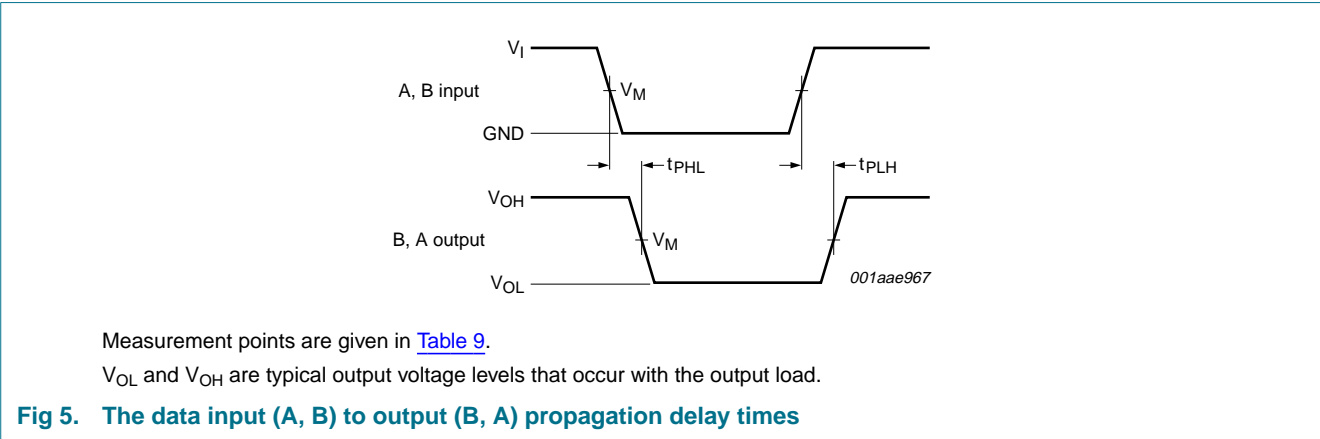 VI
A, B input
VM
GND
tPHL
tPLH
VOH
B, A output
VM
VOL
001aae967
Measurement points are given in Table 9.
VOL and VOH are typical output voltage levels that occur with the output load.
Fig 5. The data input (A, B) to output (B, A) propagation delay times